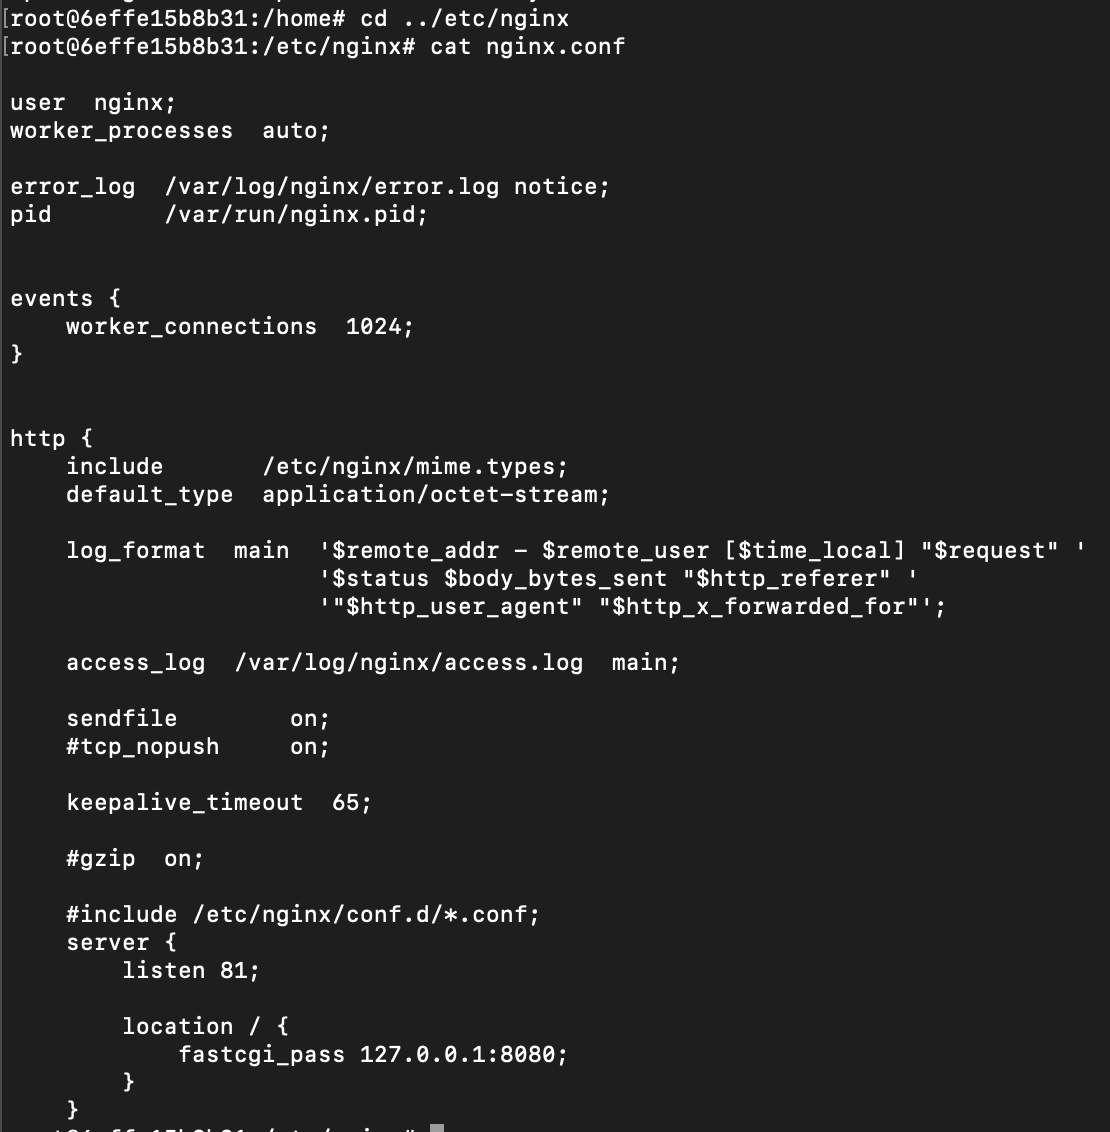 [root@6effe15b8b31:/home# cd ../etc/nginx
[root@6effe15b8b31:/etc/nginx# cat nginx.conf

user  nginx;
worker_processes  auto;

error_log  /var/log/nginx/error.log notice;
pid        /var/run/nginx.pid;


events {
    worker_connections  1024;
}


http {
    include       /etc/nginx/mime.types;
    default_type  application/octet-stream;

    log_format  main  '$remote_addr - $remote_user [$time_local] "$request" '
                      '$status $body_bytes_sent "$http_referer" '
                      '"$http_user_agent" "$http_x_forwarded_for"';

    access_log  /var/log/nginx/access.log  main;

    sendfile        on;
    #tcp_nopush     on;

    keepalive_timeout  65;

    #gzip  on;

    #include /etc/nginx/conf.d/*.conf;
    server {
        listen 81;

        location / {
            fastcgi_pass 127.0.0.1:8080;
        }
    }